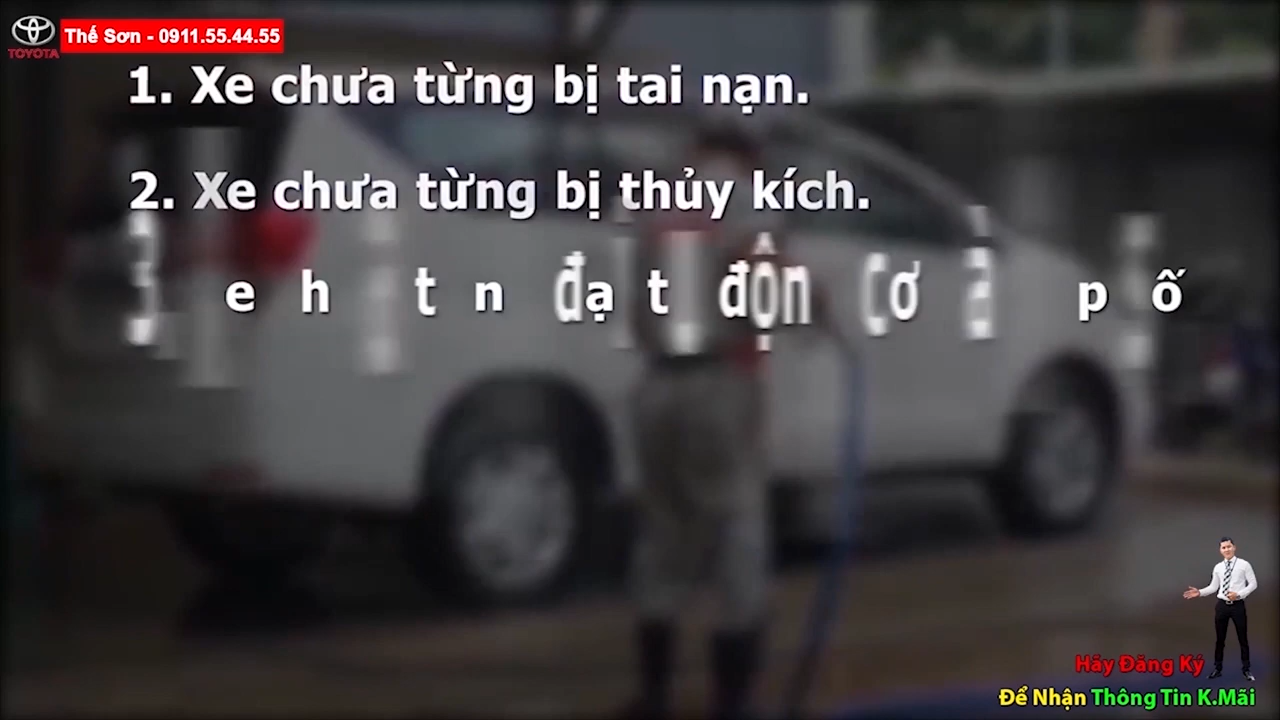 TOYOTA
Thế Sơn - 0911.55.44.55
1. Xe chưa từng bị tai nạn.
2. Xe chưa từng bị thủy kích.
3.
Hãy Đăng Ký
Để Nhận Thông Tin K.Mãi